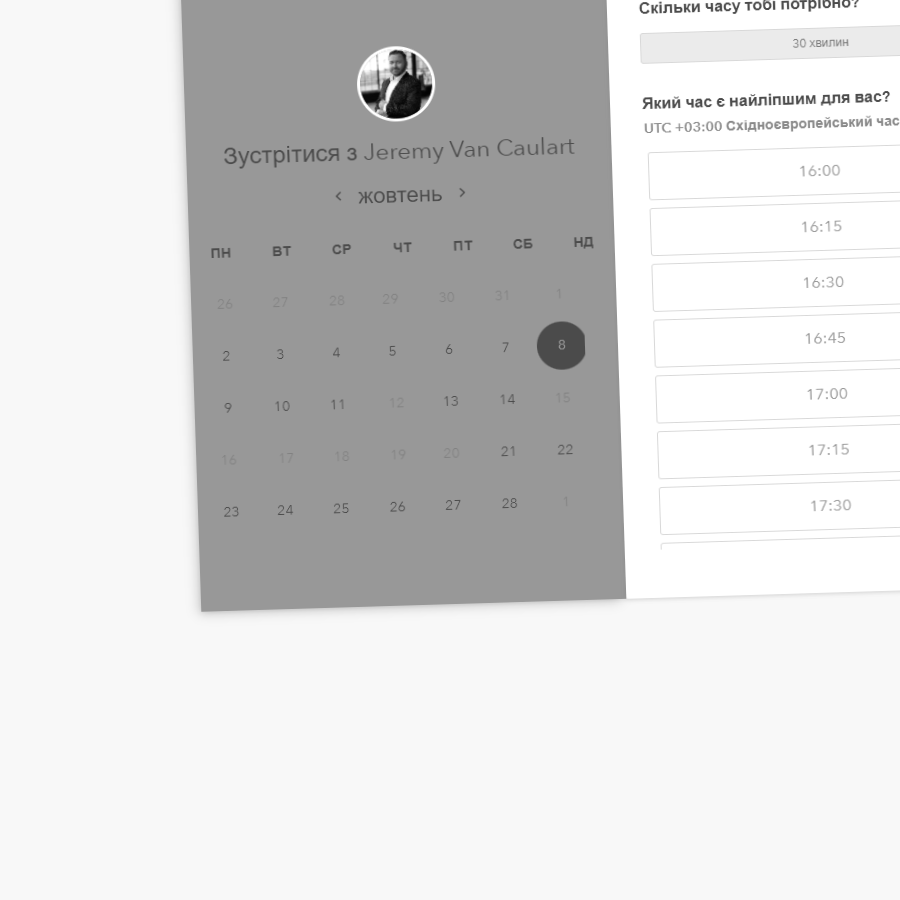 Зустрітися з Jeremy Van Caulart
‹ жовтень ›
ПН ВТ СР ЧТ ПТ СБ НД
26 27 28 29 30 31 1
2 3 4 5 6 7 8
9 10 11 12 13 14 15
16 17 18 19 20 21 22
23 24 25 26 27 28 1
Скільки часу тобі потрібно?
30 хвилин
Який час є найліпшим для вас?
UTC +03:00 Східноєвропейський час
16:00
16:15
16:30
16:45
17:00
17:15
17:30